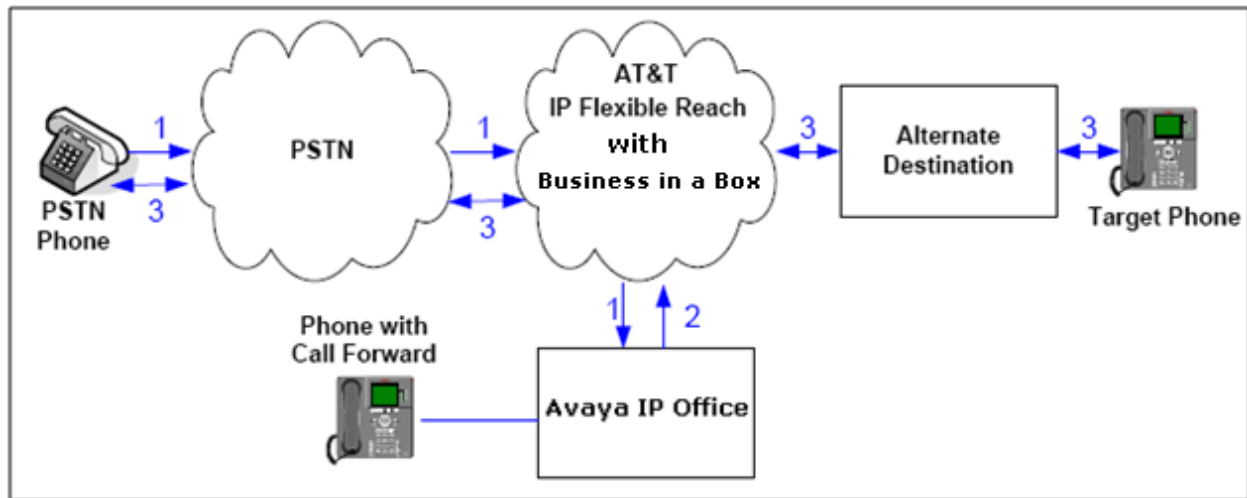 1
3
PSTN
Phone
PSTN
1
3
AT&T
IP Flexible Reach
with
Business in a Box
3
Alternate
Destination
3
Target Phone
1
2
Phone with
Call Forward
Avaya IP Office